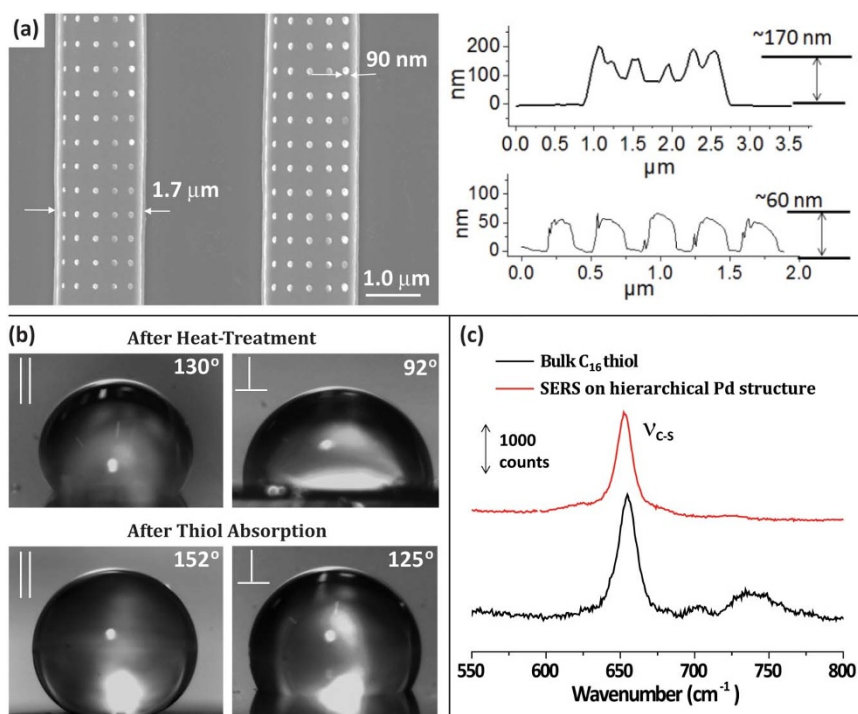 (a)
90 nm
1.7 μm
1.0 μm
nm
200
100
0
~170 nm
0.0 0.5 1.0 1.5 2.0 2.5 3.0 3.5
μm
nm
100
50
0
~60 nm
0.0 0.5 1.0 1.5 2.0
μm
(b)
After Heat-Treatment
130°
92°
After Thiol Absorption
152°
125°
(c)
Bulk C₁₆ thiol
SERS on hierarchical Pd structure
1000
counts
ν_C-S
550 600 650 700 750 800
Wavenumber (cm⁻¹)